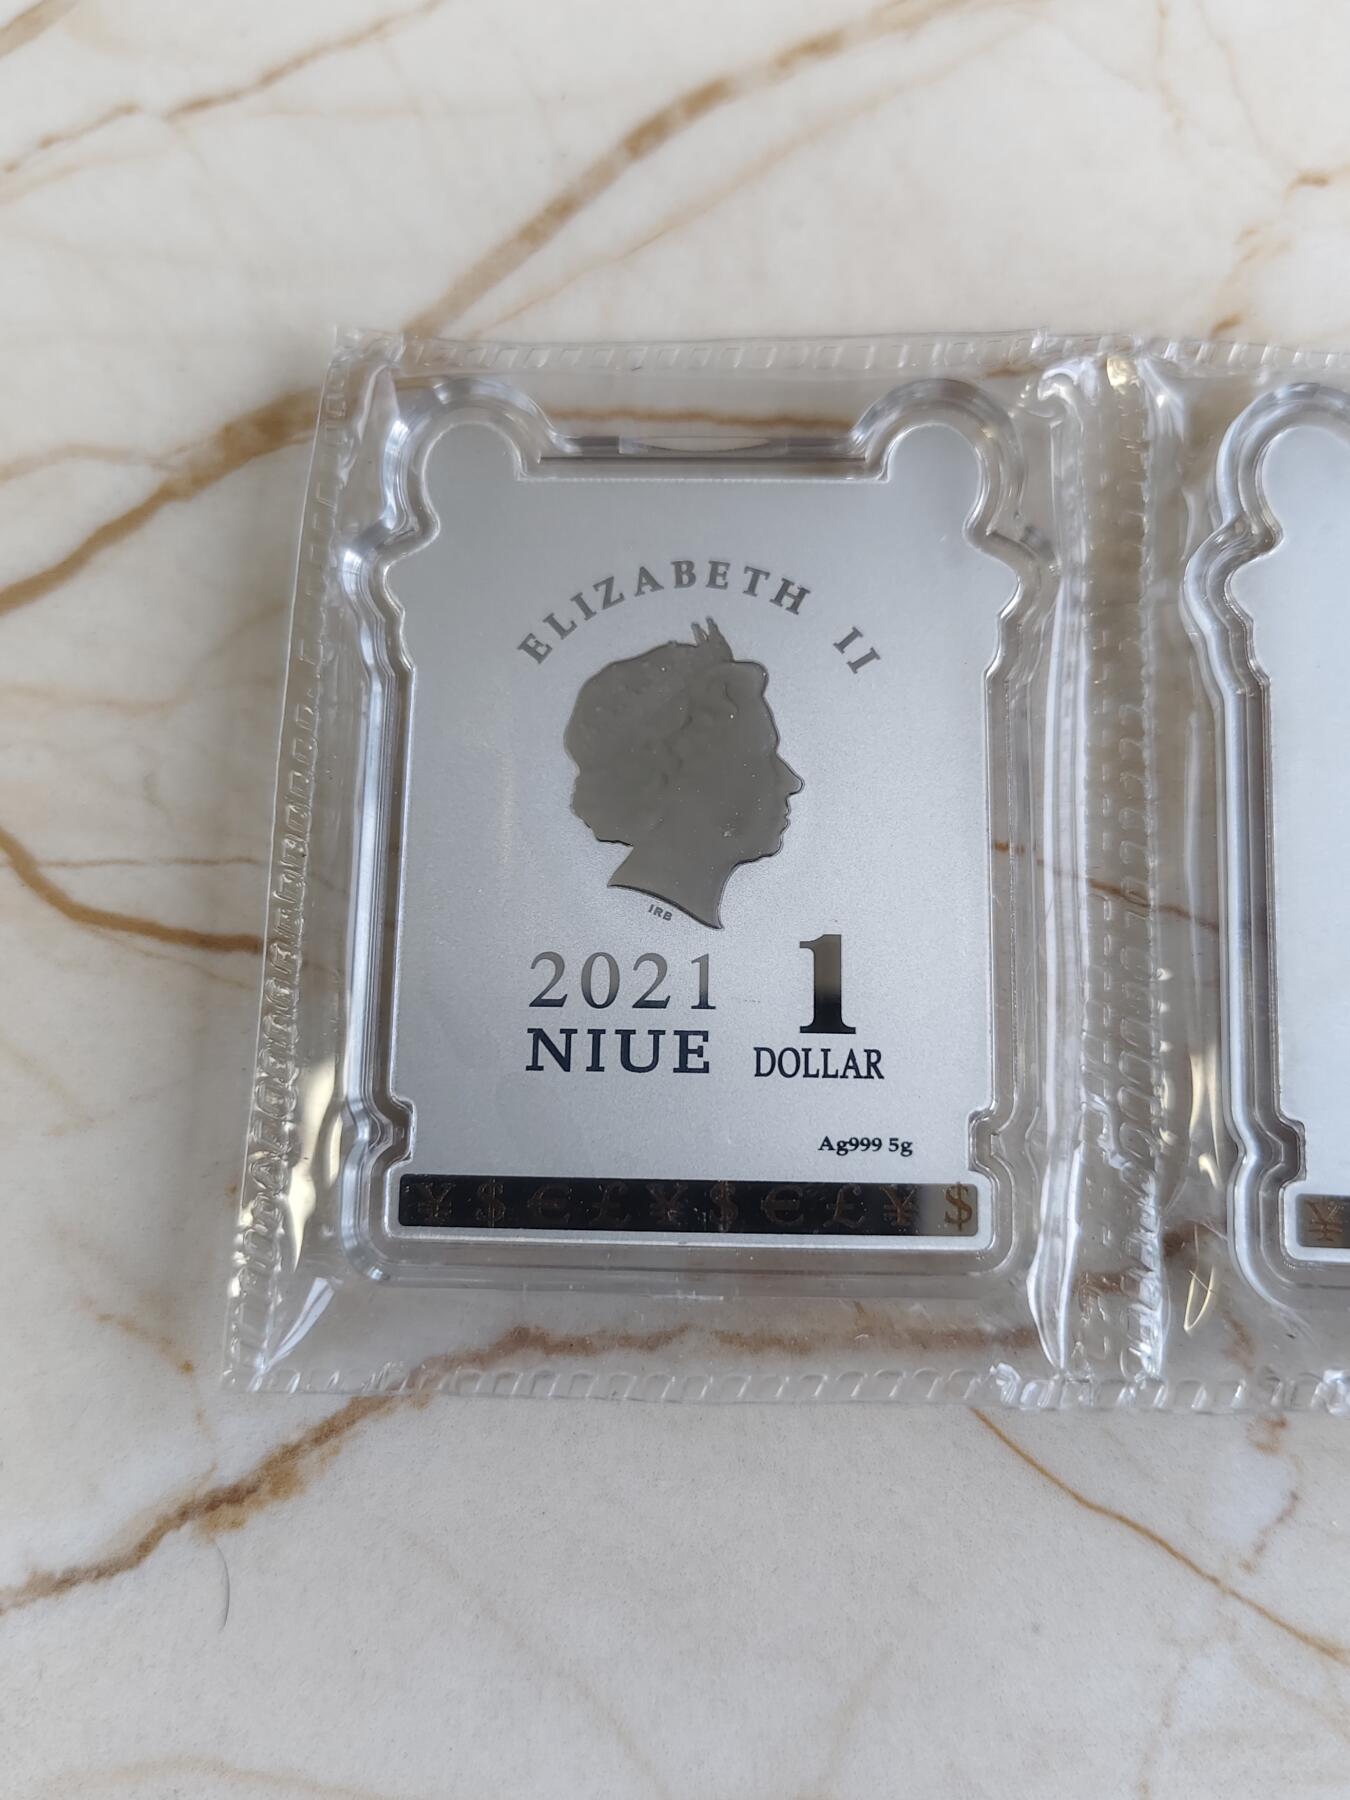 ELIZABETH II
IRB
2021
NIUE
1
DOLLAR
Ag999 5g
¥ $ € £ ¥ $ € £ ¥ $
¥